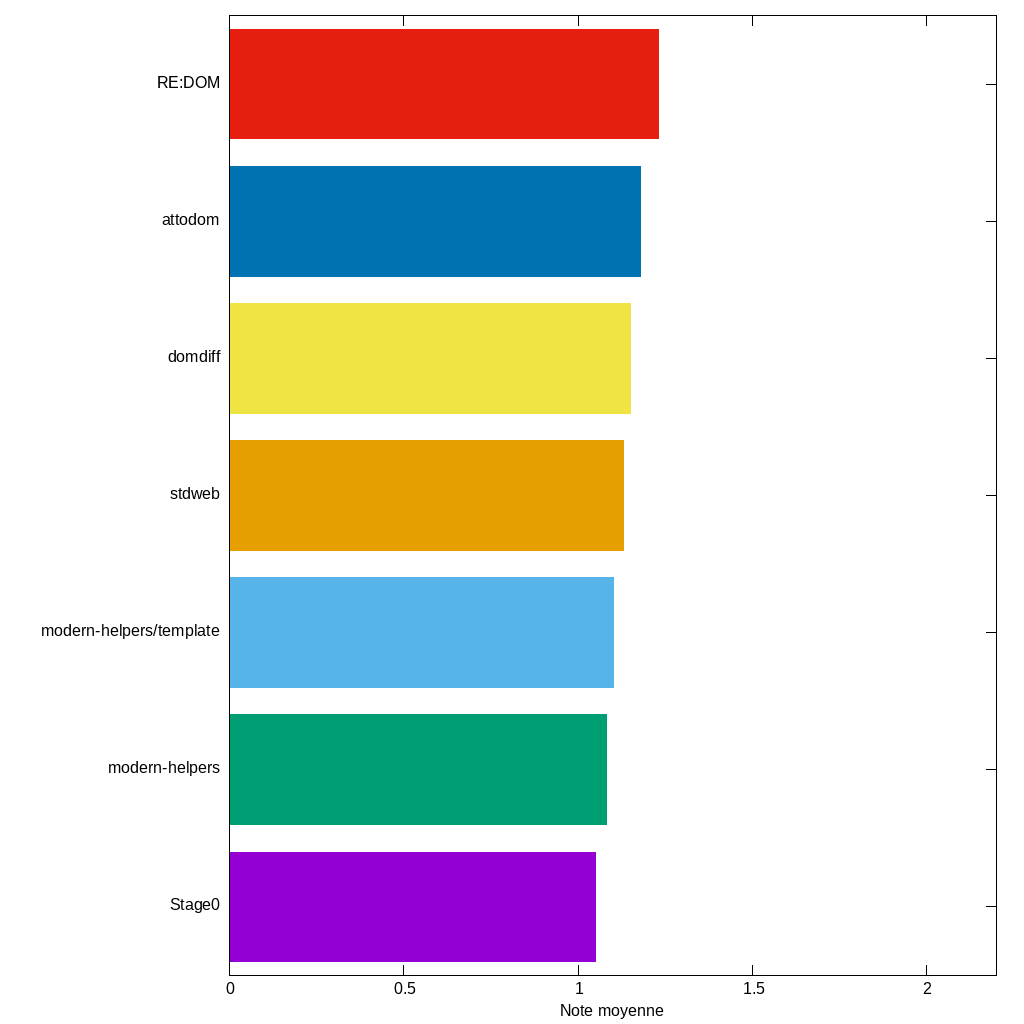 RE:DOM
attodom
domdiff
stdweb
modern-helpers/template
modern-helpers
Stage0
0 0.5 1 1.5 2
Note moyenne